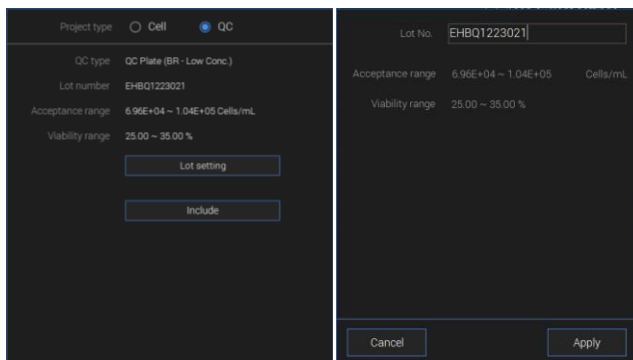 Project type Cell QC
QC type QC Plate (BR - Low Conc.)
Lot number EHBQ1223021
Acceptance range 6.96E+04 ~ 1.04E+05 Cells/mL
Viability range 25.00 ~ 35.00 %
Lot setting
Include
Lot No. EHBQ1223021
Acceptance range 6.96E+04 ~ 1.04E+05 Cells/mL
Viability range 25.00 ~ 35.00 %
Cancel Apply